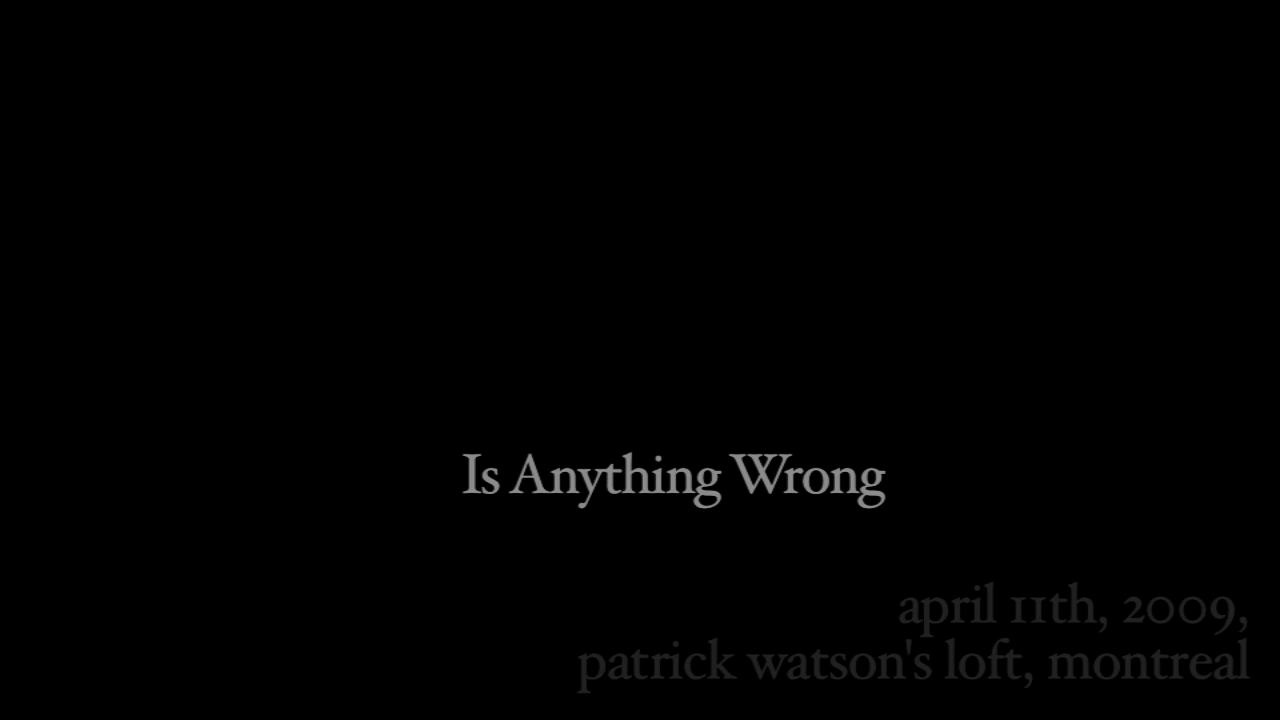 Is Anything Wrong
april 11th, 2009,
patrick watson's loft, montreal